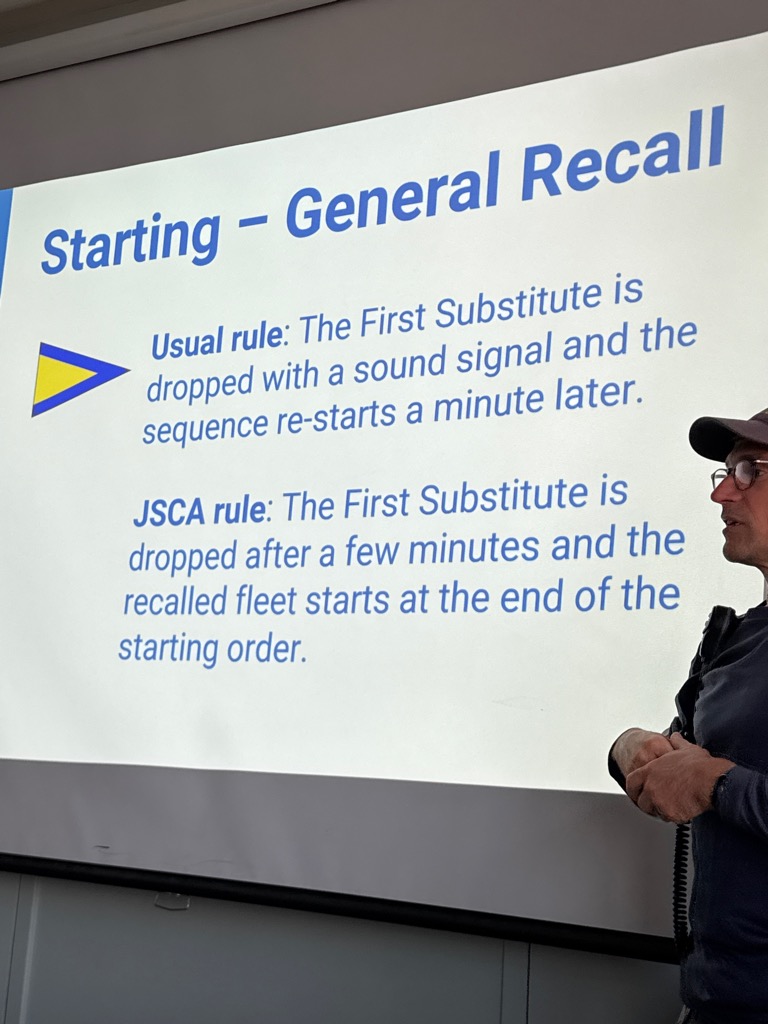 Starting – General Recall
Usual rule: The First Substitute is
dropped with a sound signal and the
sequence re-starts a minute later.
JSCA rule: The First Substitute is
dropped after a few minutes and the
recalled fleet starts at the end of the
starting order.